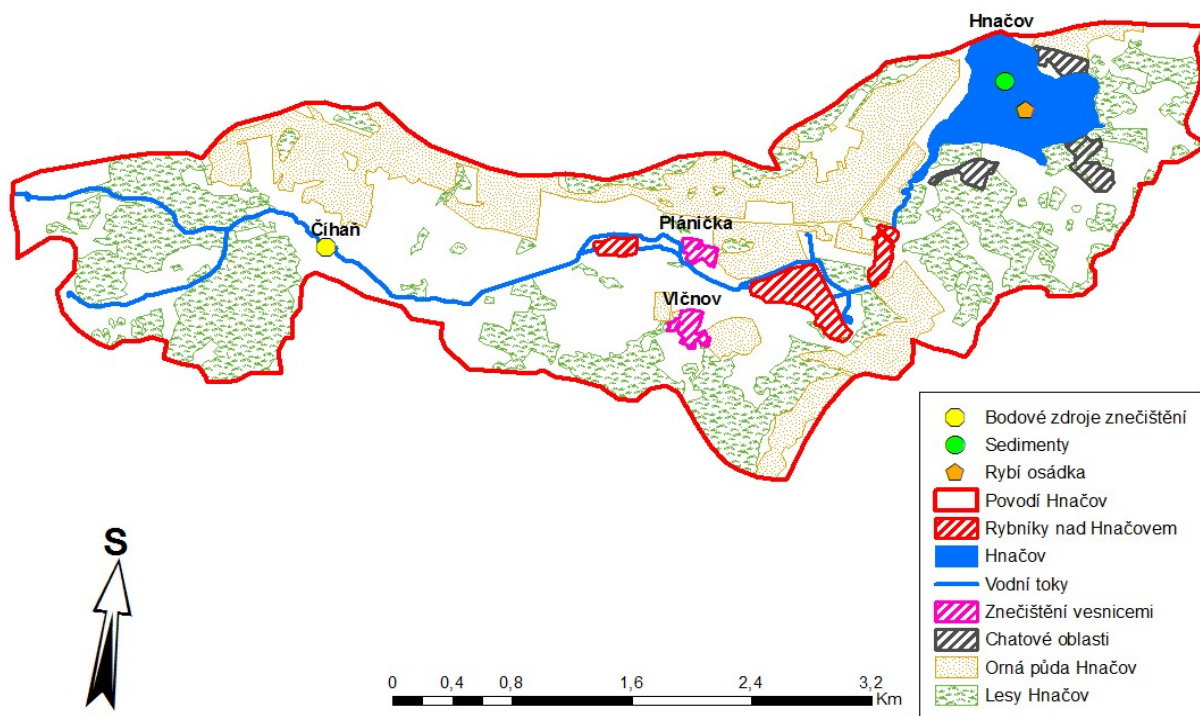 Hnačov
Číhaň
Plánička
Vlčnov
Bodové zdroje znečištění
Sedimenty
Rybí osádka
Povodí Hnačov
Rybníky nad Hnačovem
Hnačov
Vodní toky
Znečištění vesnicemi
Chatové oblasti
Orná půda Hnačov
Lesy Hnačov
S
0 0,4 0,8 1,6 2,4 3,2
Km